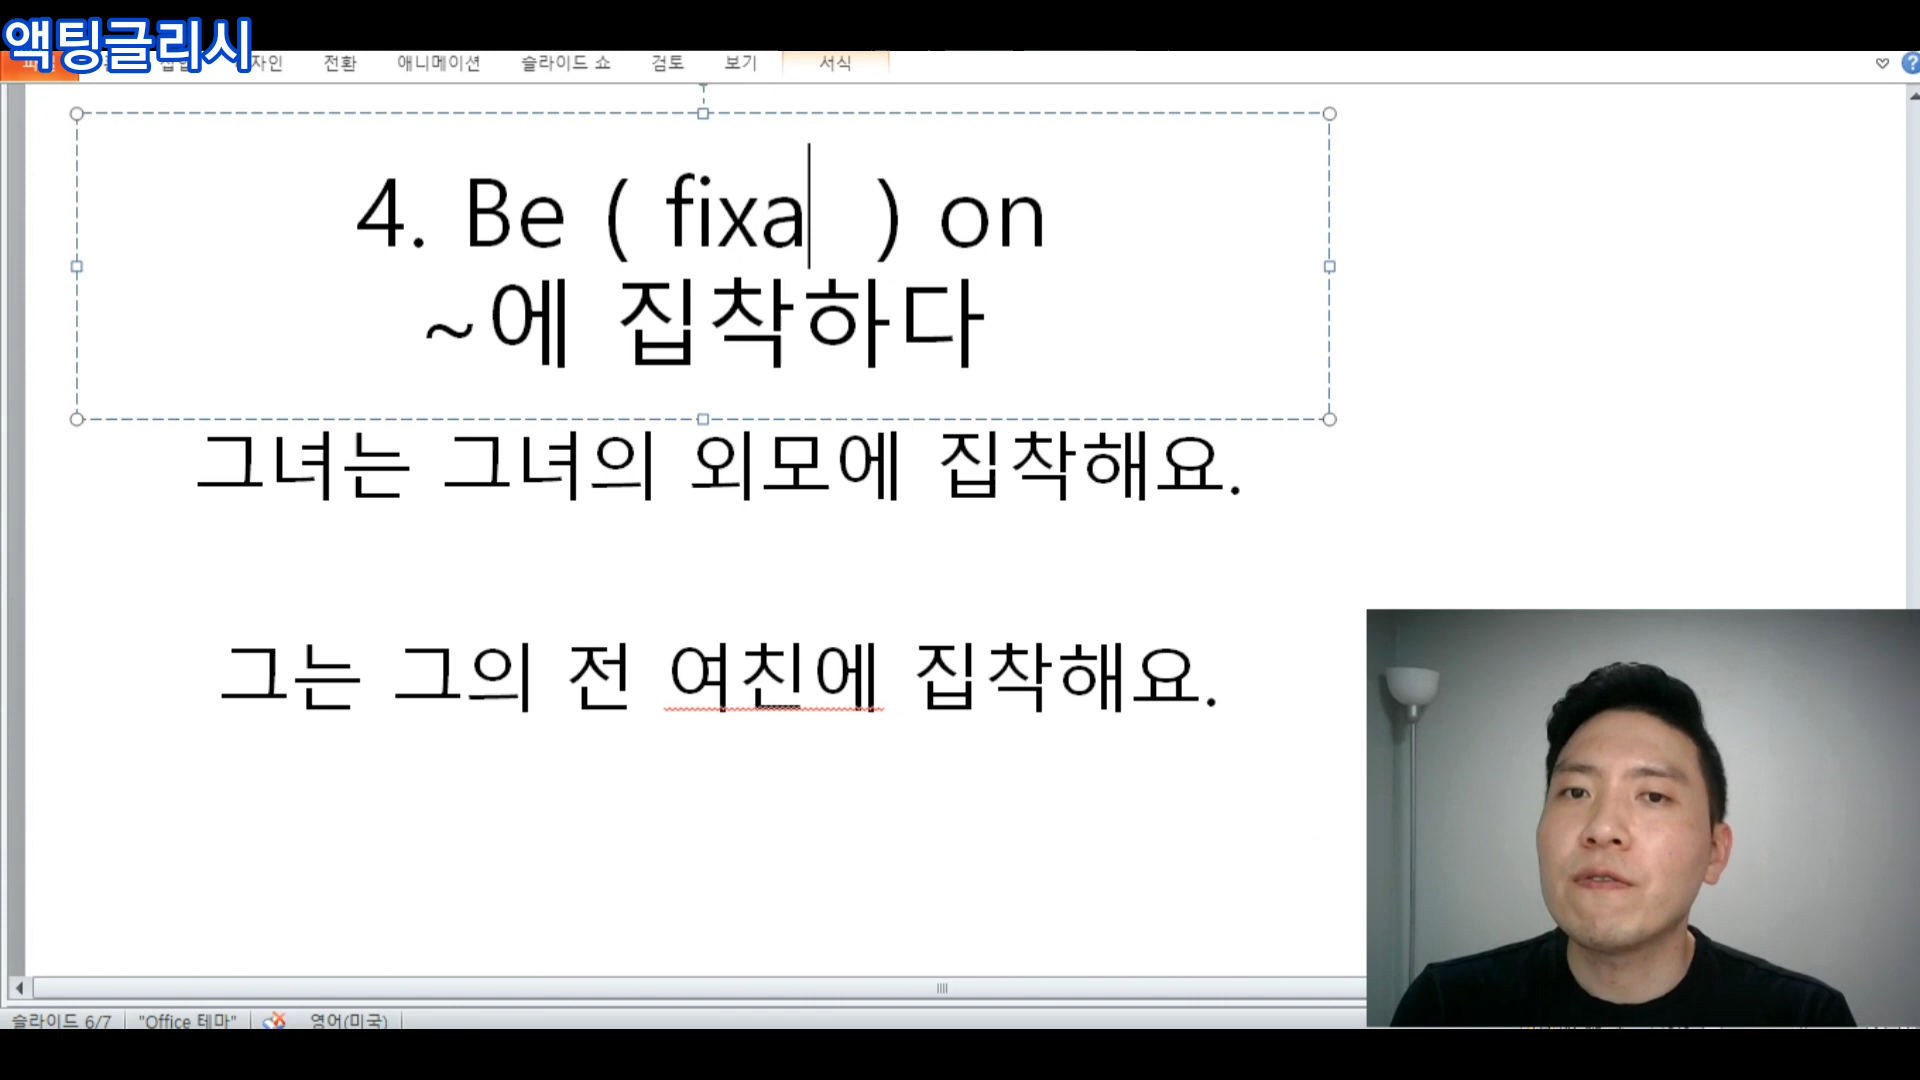 액팅글리시
전환 애니메이션 슬라이드 쇼 검토 보기 서식
4. Be ( fixa ) on
~에 집착하다
그녀는 그녀의 외모에 집착해요.
그는 그의 전 여친에 집착해요.
슬라이드 6/7 "Office 테마" 영어(미국)